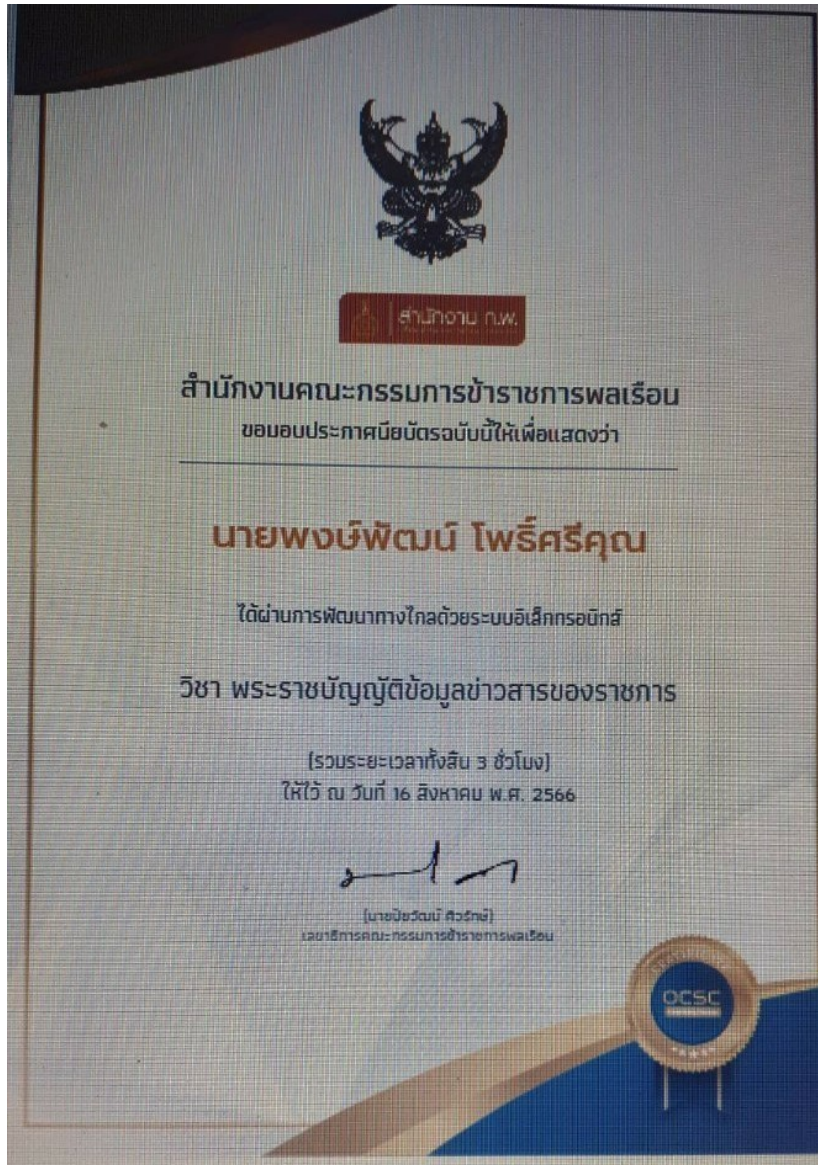 สำนักงาน ก.พ.
สำนักงานคณะกรรมการข้าราชการพลเรือน
ขอมอบประกาศนียบัตรฉบับนี้ให้เพื่อแสดงว่า
นายพงษ์พัฒน์ โพธิ์ศรีคุณ
ได้ผ่านการพัฒนาทางไกลด้วยระบบอิเล็กทรอนิกส์
วิชา พระราชบัญญัติข้อมูลข่าวสารของราชการ
(รวมระยะเวลาทั้งสิ้น 3 ชั่วโมง)
ให้ไว้ ณ วันที่ 16 สิงหาคม พ.ศ. 2566
(นายปิยวัฒน์ ศิวรักษ์)
เลขาธิการคณะกรรมการข้าราชการพลเรือน
OCSC